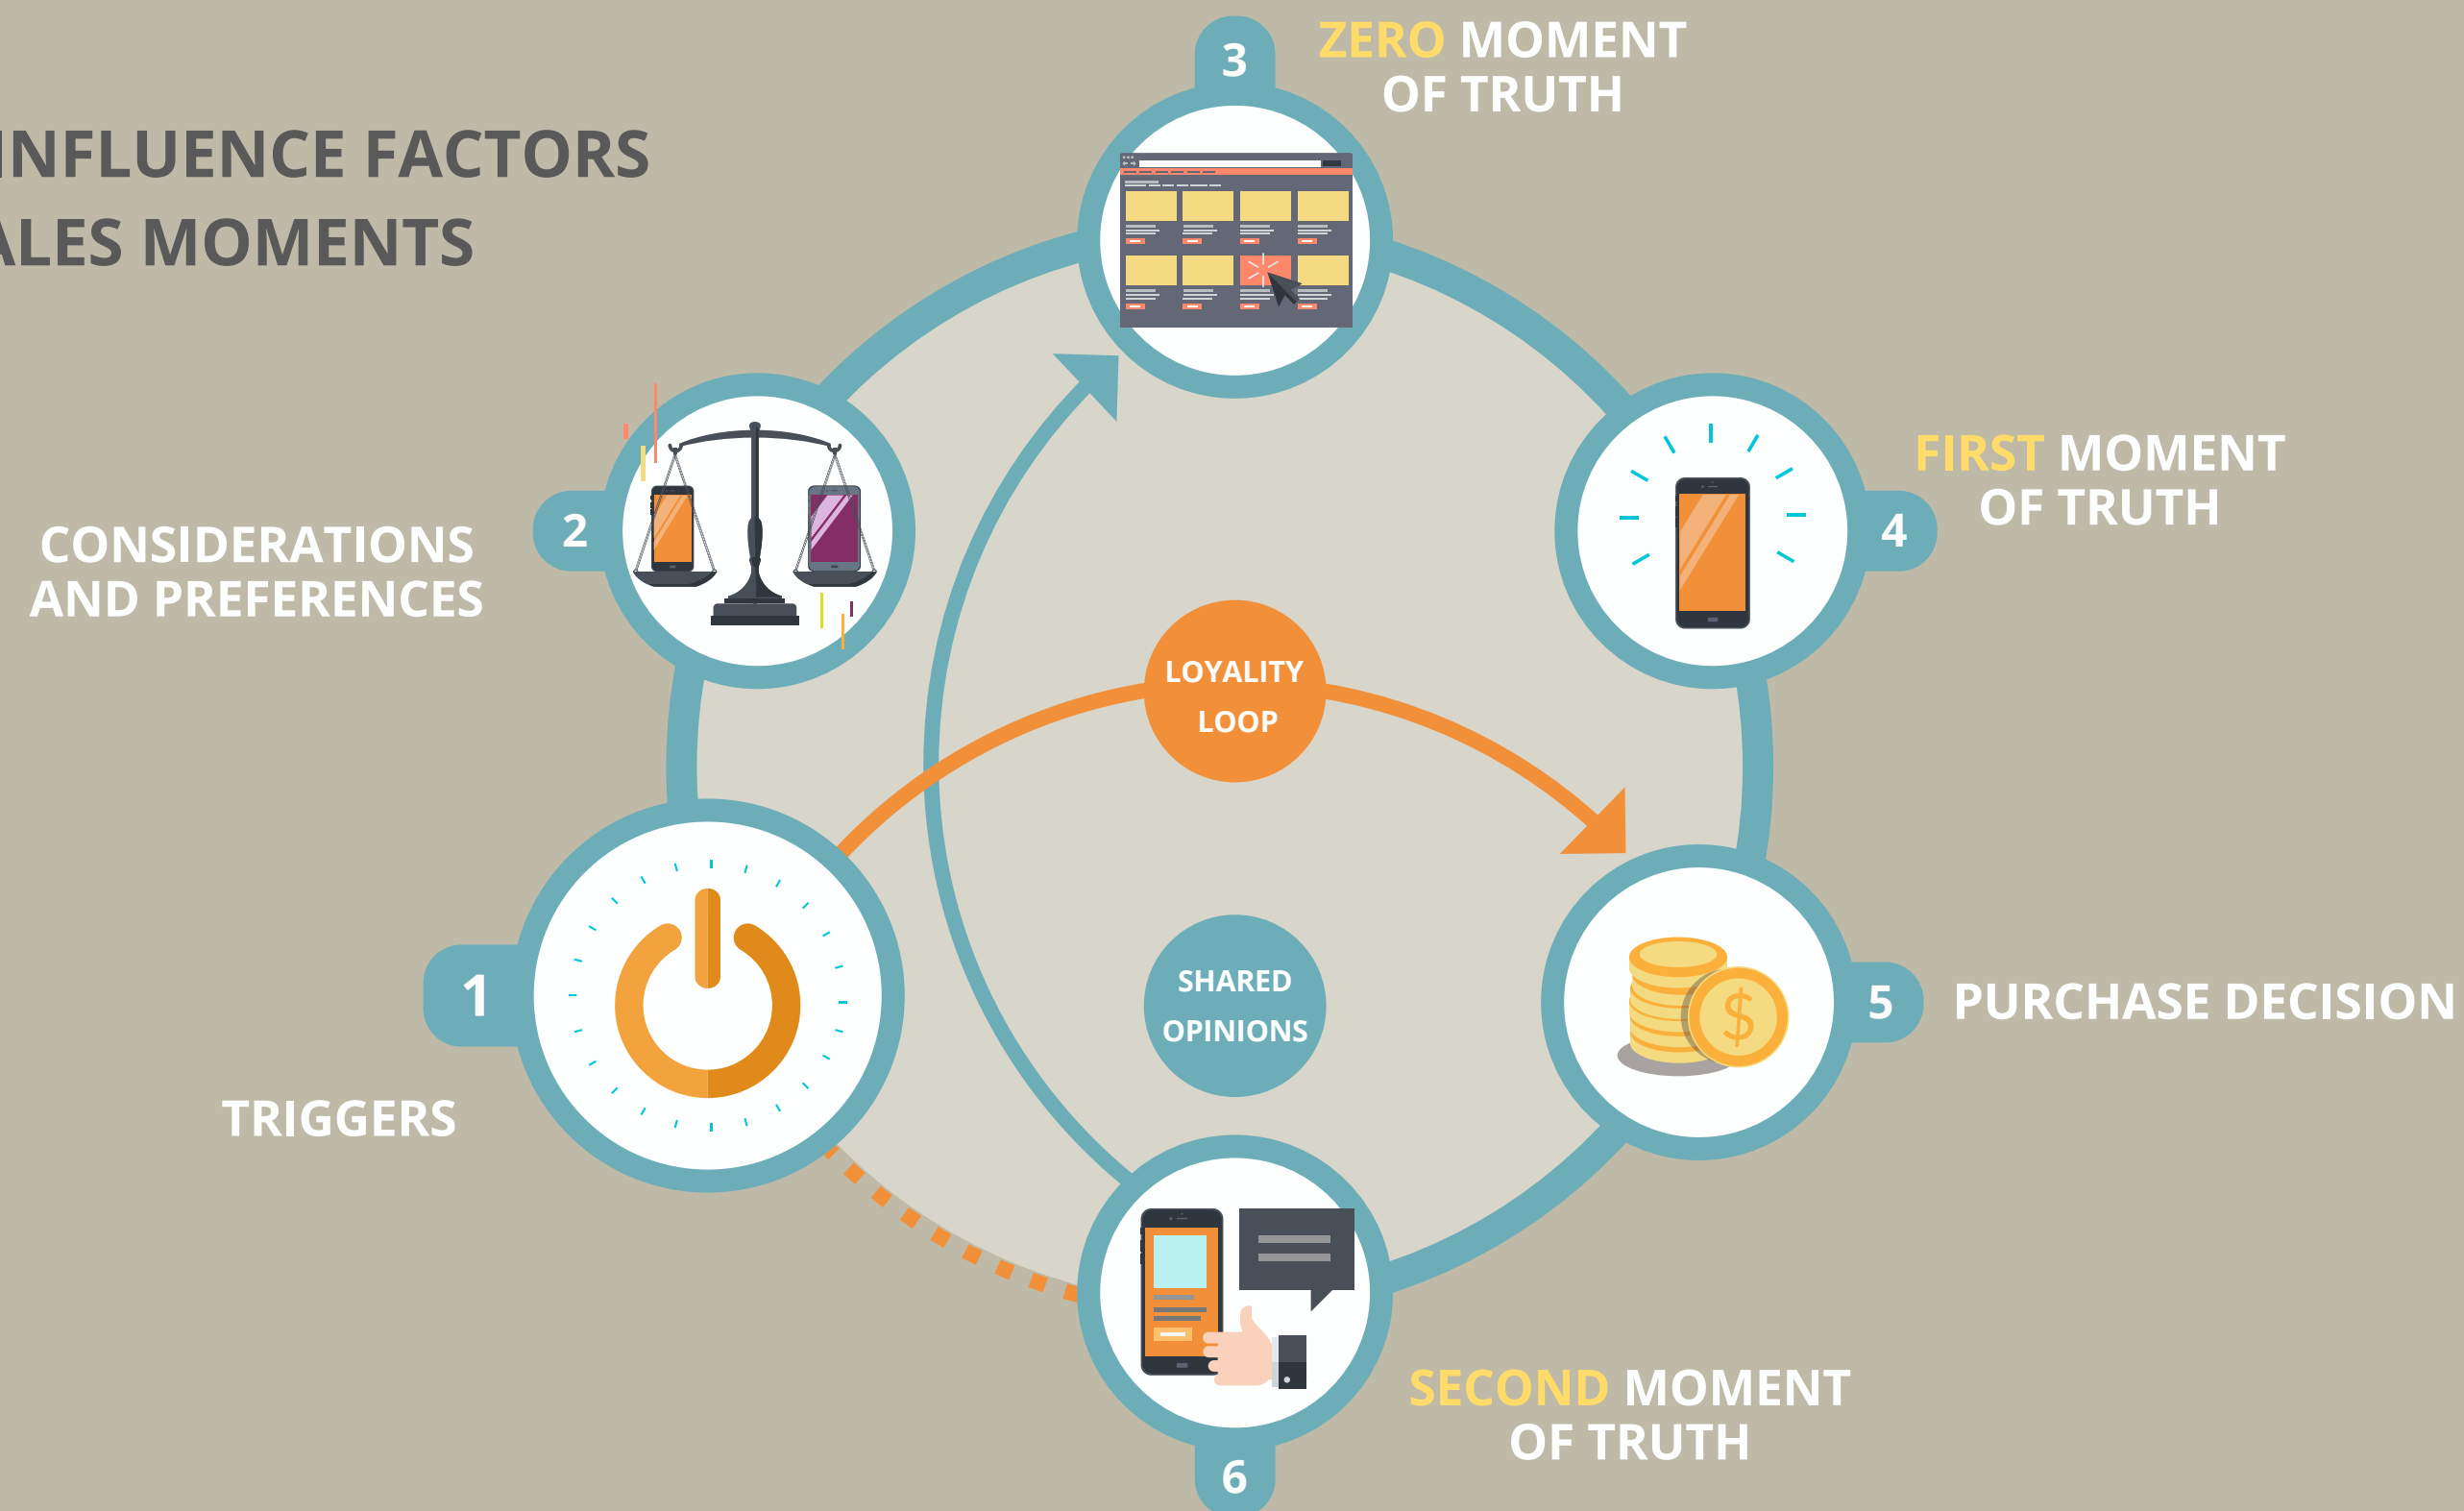 INFLUENCE FACTORS
ALES MOMENTS
3
ZERO MOMENT
OF TRUTH
2
CONSIDERATIONS
AND PREFERENCES
FIRST MOMENT
OF TRUTH
4
LOYALITY
LOOP
1
TRIGGERS
SHARED
OPINIONS
5
PURCHASE DECISION
$
SECOND MOMENT
OF TRUTH
6